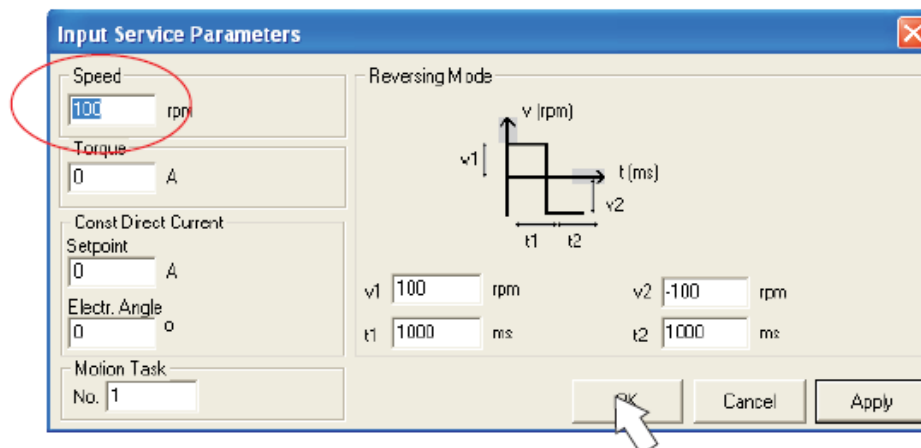 Input Service Parameters
Speed
100 rpm
Torque
0 A
Const Direct Current
Setpoint
0 A
Electr. Angle
0 o
Motion Task
No. 1
Reversing Mode
v (rpm)
v1
t (ms)
v2
t1 t2
v1 100 rpm v2 -100 rpm
t1 1000 ms t2 1000 ms
OK Cancel Apply